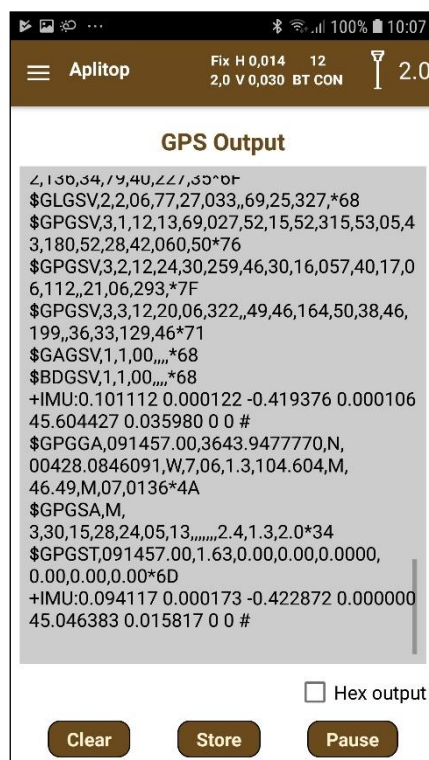 ··· 100% 10:07
Aplitop Fix H 0,014 12 2.0
2,0 V 0,030 BT CON
GPS Output
2,136,34,79,40,227,35*6F
$GLGSV,2,2,06,77,27,033,,69,25,327,*68
$GPGSV,3,1,12,13,69,027,52,15,52,315,53,05,4
3,180,52,28,42,060,50*76
$GPGSV,3,2,12,24,30,259,46,30,16,057,40,17,0
6,112,,21,06,293,*7F
$GPGSV,3,3,12,20,06,322,,49,46,164,50,38,46,
199,,36,33,129,46*71
$GAGSV,1,1,00,,,,*68
$BDGSV,1,1,00,,,,*68
+IMU:0.101112 0.000122 -0.419376 0.000106
45.604427 0.035980 0 0 #
$GPGGA,091457.00,3643.9477770,N,
00428.0846091,W,7,06,1.3,104.604,M,
46.49,M,07,0136*4A
$GPGSA,M,
3,30,15,28,24,05,13,,,,,,,2.4,1.3,2.0*34
$GPGST,091457.00,1.63,0.00,0.00,0.0000,
0.00,0.00,0.00*6D
+IMU:0.094117 0.000173 -0.422872 0.000000
45.046383 0.015817 0 0 #
Hex output
Clear Store Pause